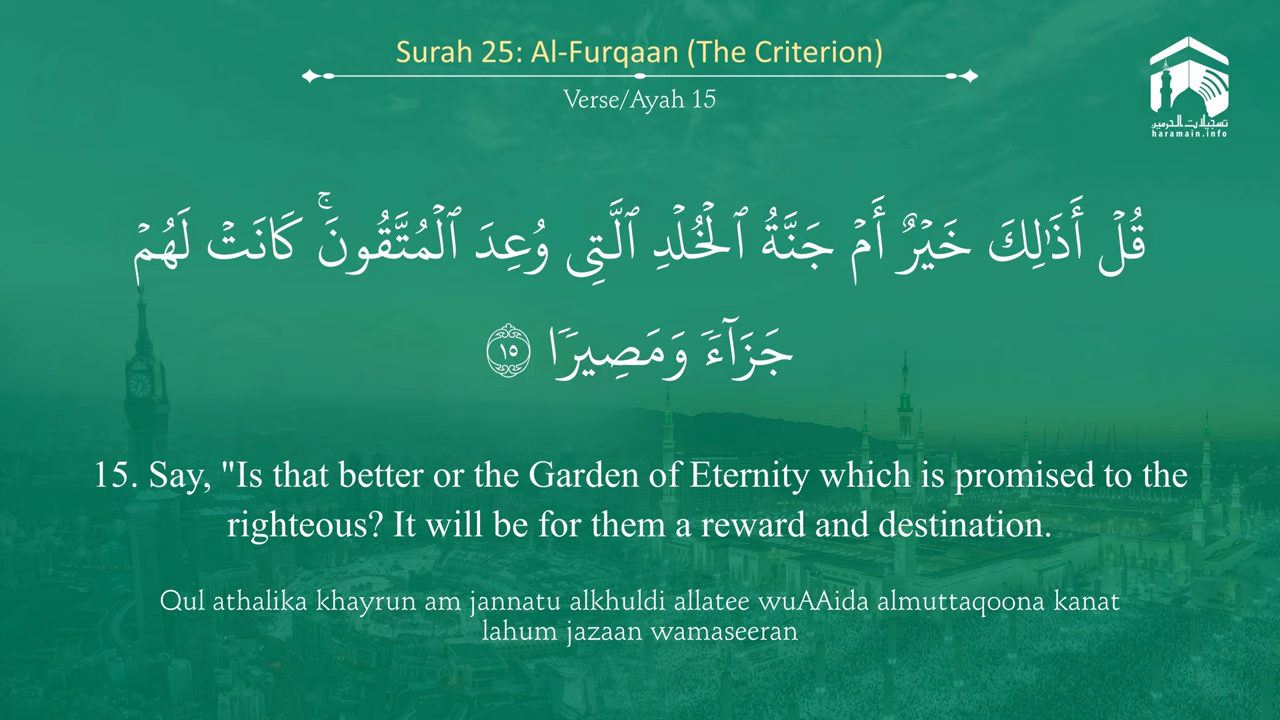 Surah 25: Al-Furqaan (The Criterion)
Verse/Ayah 15
تسجيلات الحرمين
haramain.info
قُلۡ أَذَٰلِكَ خَيۡرٌ أَمۡ جَنَّةُ ٱلۡخُلۡدِ ٱلَّتِي وُعِدَ ٱلۡمُتَّقُونَۚ كَانَتۡ لَهُمۡ
جَزَآءٗ وَمَصِيرٗا ١٥
15. Say, "Is that better or the Garden of Eternity which is promised to the
righteous? It will be for them a reward and destination.
Qul athalika khayrun am jannatu alkhuldi allatee wuAAida almuttaqoona kanat
lahum jazaan wamaseeran